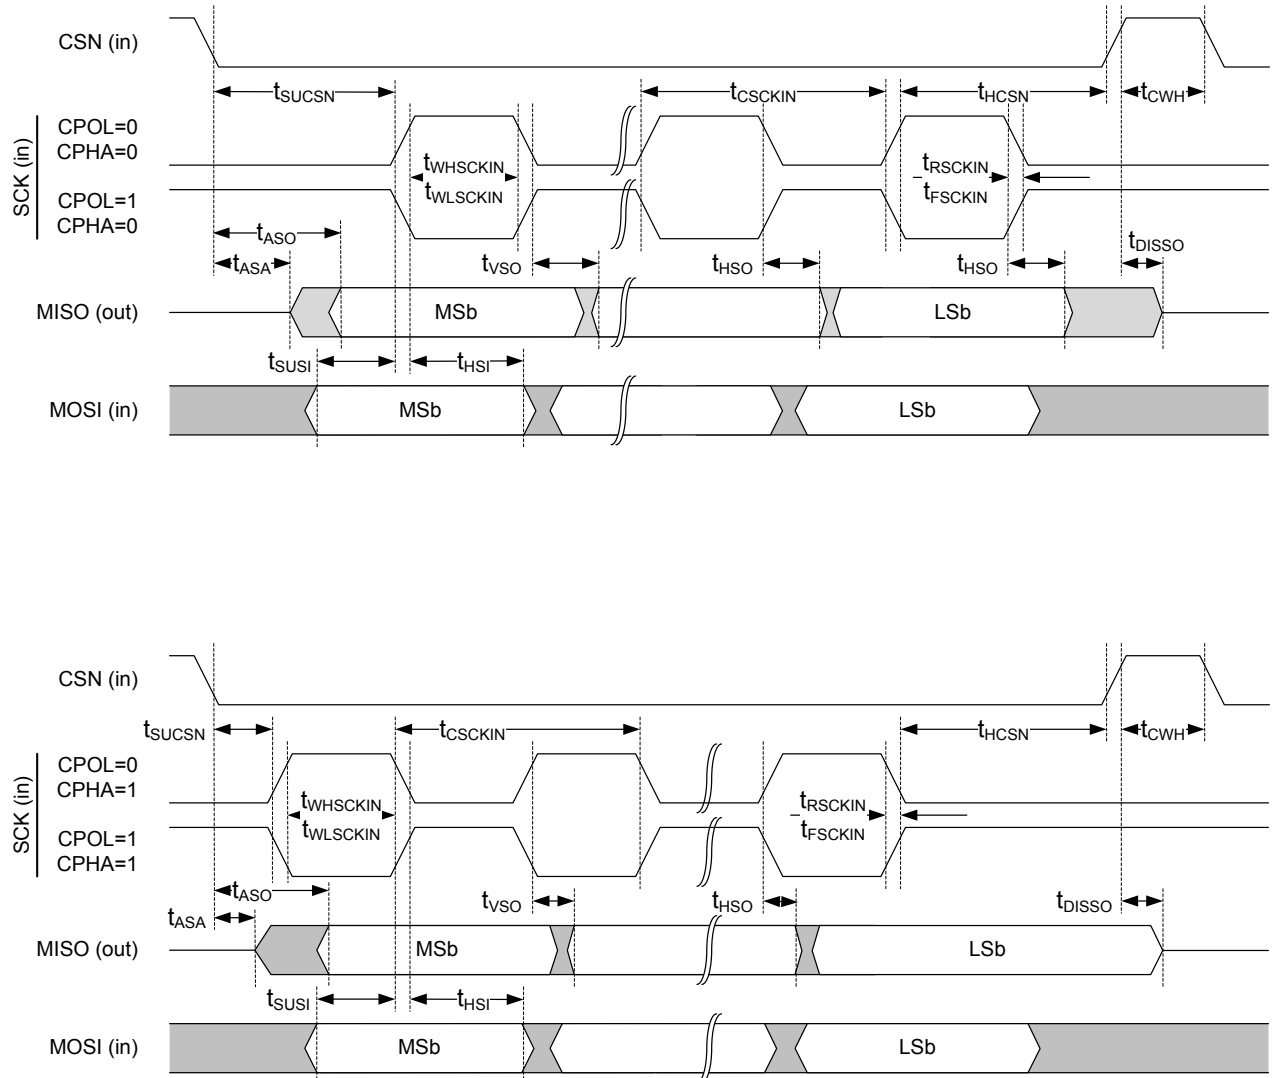 CSN (in)
tSUCSN
tCSCKIN
tHCSN
tCWH
SCK (in)
CPOL=0
CPHA=0
tWHSCKIN
tWLSCKIN
tRSCKIN
tFSCKIN
CPOL=1
CPHA=0
tASO
tASA
tVSO
tHSO
tHSO
tDISSO
MISO (out)
MSb
LSb
tSUSI
tHSI
MOSI (in)
MSb
LSb
CSN (in)
tSUCSN
tCSCKIN
tHCSN
tCWH
SCK (in)
CPOL=0
CPHA=1
tWHSCKIN
tWLSCKIN
tRSCKIN
tFSCKIN
CPOL=1
CPHA=1
tASO
tASA
tVSO
tHSO
tDISSO
MISO (out)
MSb
LSb
tSUSI
tHSI
MOSI (in)
MSb
LSb